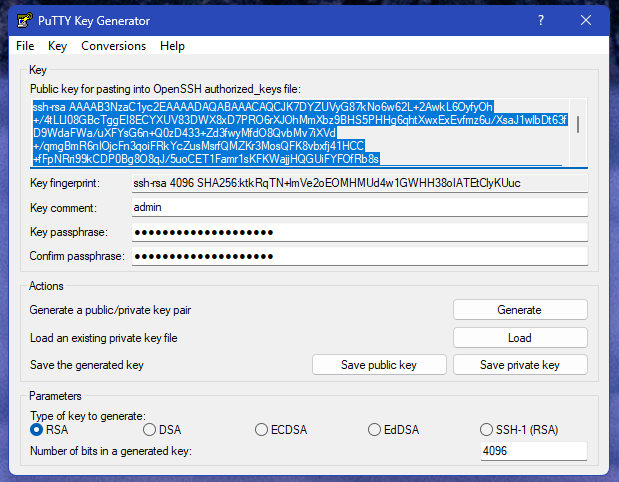 PuTTY Key Generator
File Key Conversions Help
Key
Public key for pasting into OpenSSH authorized_keys file:
ssh-rsa AAAAB3NzaC1yc2EAAAADAQABAAACAQCJK7DYZUVyG87kNo6w62L+2AwkL6OyfyOh
+/4tLLI08GBcTggEI8ECYXUV83DWX8xD7PRO6rXJOhMmXbz9BHS5PHHg6qhtXwxExEvfmz6u/XsaJ1wlbDt63f
D9WdaFWa/uXFYsG6n+Q0zD433+Zd3fwyMfdO8QvbMv7iXVd
+/qmgBmR6nIOjcFn3qoiFRkYcZusMsrfQMZKr3MosQFK8vbxfj41HCC
+fFpNRri99kCDP0Bg8O8qJ/5uoCET1Famr1sKFKWajjHQGUiFYFOfRb8s
Key fingerprint: ssh-rsa 4096 SHA256:ktkRqTN+lmVe2oEOMHMUd4w1GWHH38oIATEtClyKUuc
Key comment: admin
Key passphrase: ●●●●●●●●●●●●●●●●●●●●
Confirm passphrase: ●●●●●●●●●●●●●●●●●●●●
Actions
Generate a public/private key pair Generate
Load an existing private key file Load
Save the generated key Save public key Save private key
Parameters
Type of key to generate:
RSA DSA ECDSA EdDSA SSH-1 (RSA)
Number of bits in a generated key: 4096